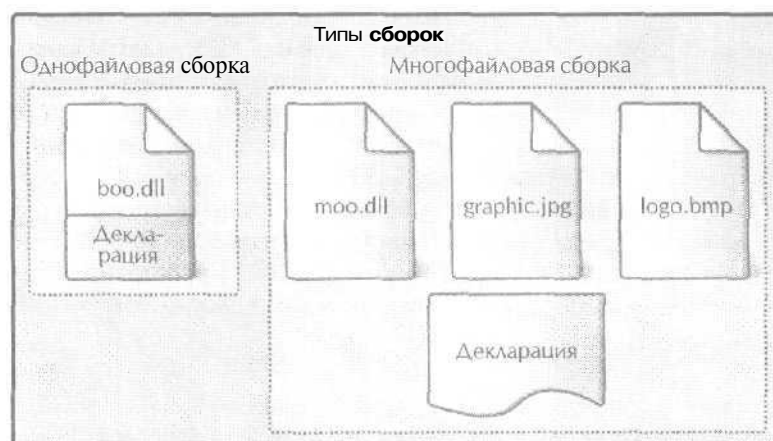 Типы сборок
Однофайловая сборка
Многофайловая сборка
boo.dll
Декла-
рация
moo.dll
graphic.jpg
logo.bmp
Декларация